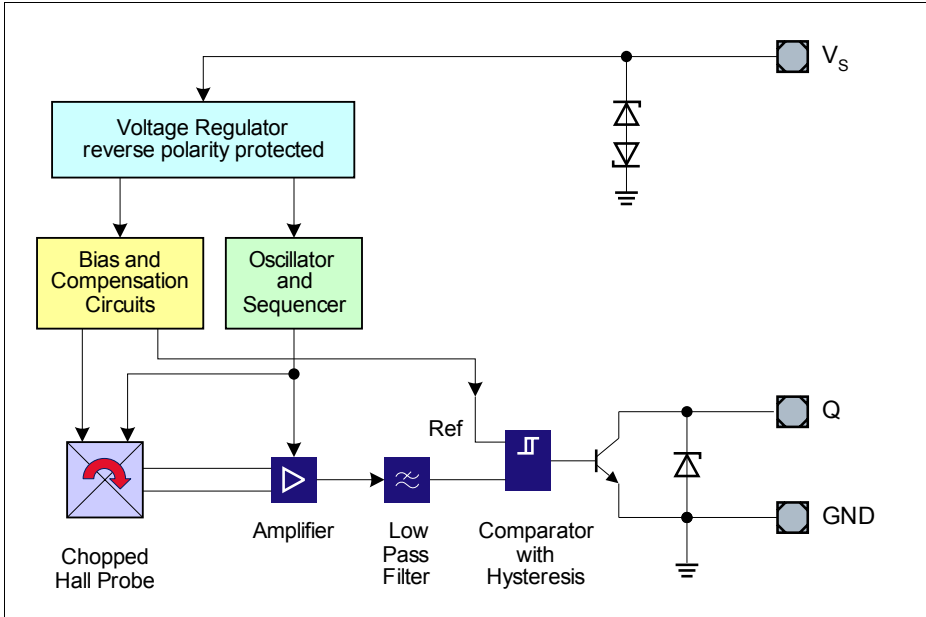 V_S
Voltage Regulator
reverse polarity protected
Bias and
Compensation
Circuits
Oscillator
and
Sequencer
Ref
Q
GND
Amplifier
Low
Pass
Filter
Comparator
with
Hysteresis
Chopped
Hall Probe